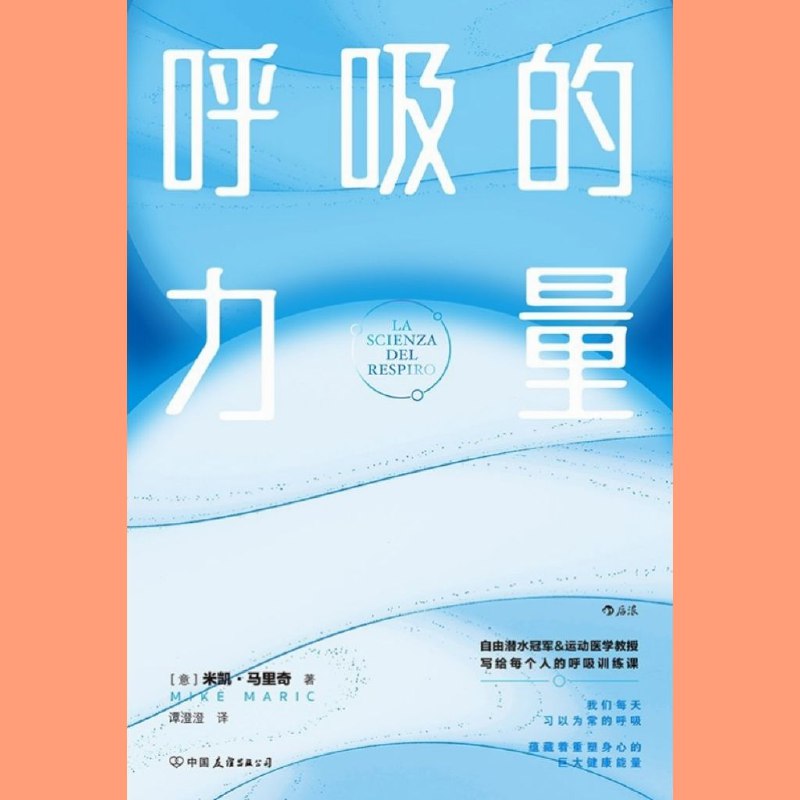 呼吸的
力量
LA
SCIENZA
DEL
RESPIRO
后浪
自由潜水冠军&运动医学教授
写给每个人的呼吸训练课
[意] 米凯·马里奇 著
MIKE MARIC
谭澄澄 译
我们每天
习以为常的呼吸
蕴藏着重塑身心的
巨大健康能量
中国友谊出版公司